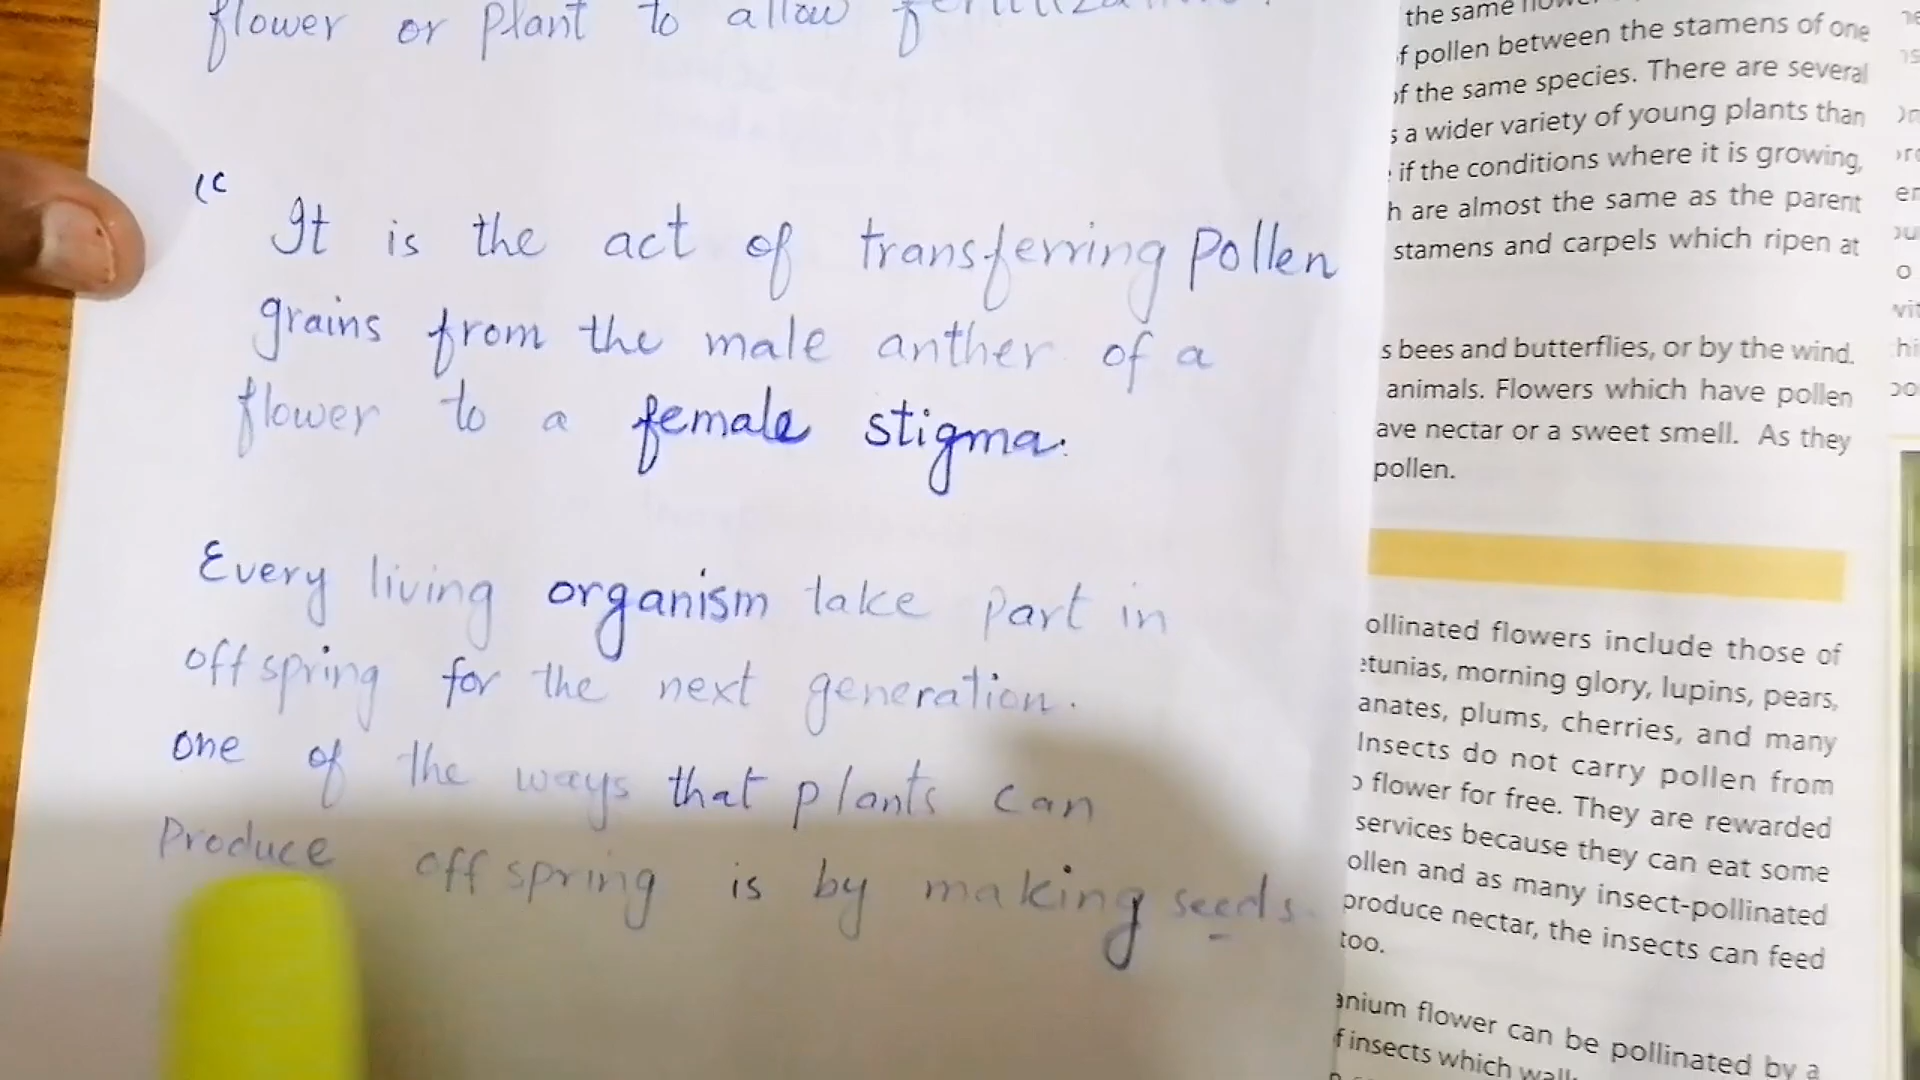 flower or plant to allow
(C
It is the act of transferring Pollen
grains from the male anther of a
flower to a female stigma.
Every living organism take part in
offspring for the next generation.
one of the ways that plants can
Produce offspring is by making seeds.
the same
of pollen between the stamens of one
of the same species. There are several
a wider variety of young plants than
if the conditions where it is growing,
are almost the same as the parent
stamens and carpels which ripen at
s bees and butterflies, or by the wind.
animals. Flowers which have pollen
ave nectar or a sweet smell. As they
pollen.
ollinated flowers include those of
etunias, morning glory, lupins, pears,
anates, plums, cherries, and many
Insects do not carry pollen from
flower for free. They are rewarded
services because they can eat some
ollen and as many insect-pollinated
produce nectar, the insects can feed
too.
anium flower can be pollinated by a
f insects which